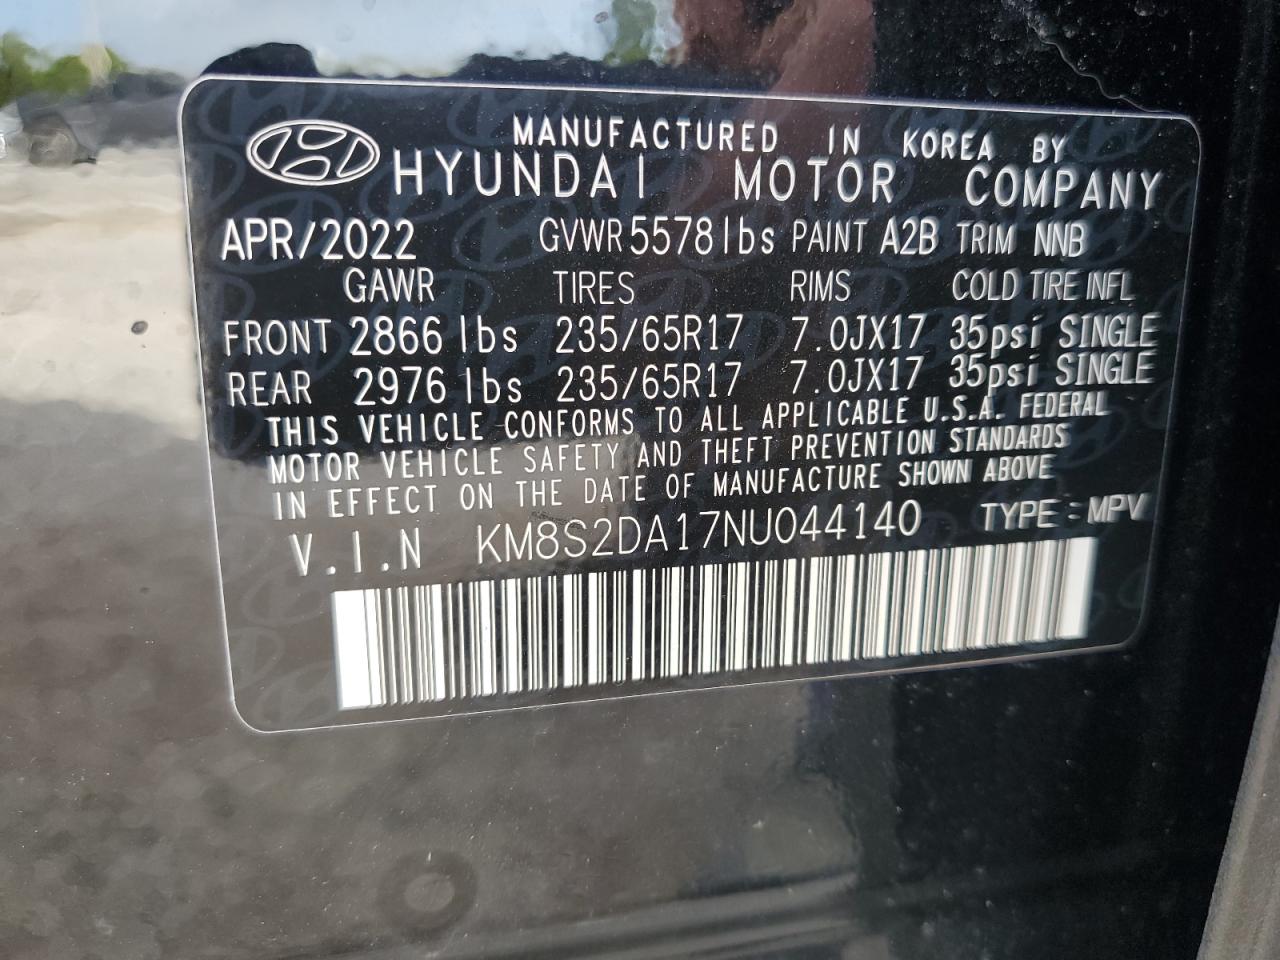 MANUFACTURED IN KOREA BY
HYUNDAI MOTOR COMPANY
APR/2022 GVWR 5578lbs PAINT A2B TRIM NNB
GAWR TIRES RIMS COLD TIRE INFL
FRONT 2866 lbs 235/65R17 7.0JX17 35psi SINGLE
REAR 2976 lbs 235/65R17 7.0JX17 35psi SINGLE
THIS VEHICLE CONFORMS TO ALL APPLICABLE U.S.A. FEDERAL
MOTOR VEHICLE SAFETY AND THEFT PREVENTION STANDARDS
IN EFFECT ON THE DATE OF MANUFACTURE SHOWN ABOVE
V.I.N KM8S2DA17NU044140 TYPE : MPV